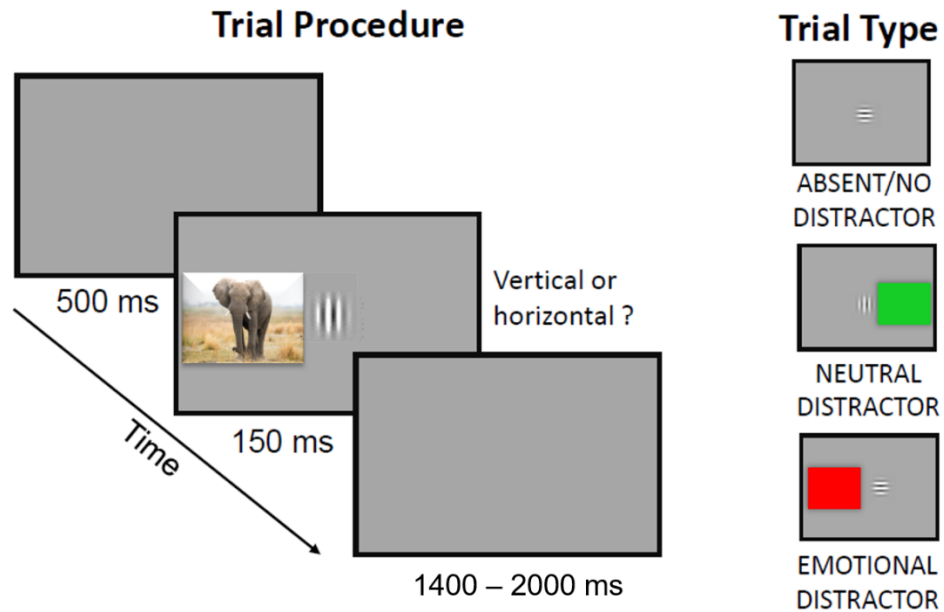 Trial Procedure
500 ms
150 ms
Vertical or
horizontal ?
Time
1400 – 2000 ms
Trial Type
ABSENT/NO
DISTRACTOR
NEUTRAL
DISTRACTOR
EMOTIONAL
DISTRACTOR